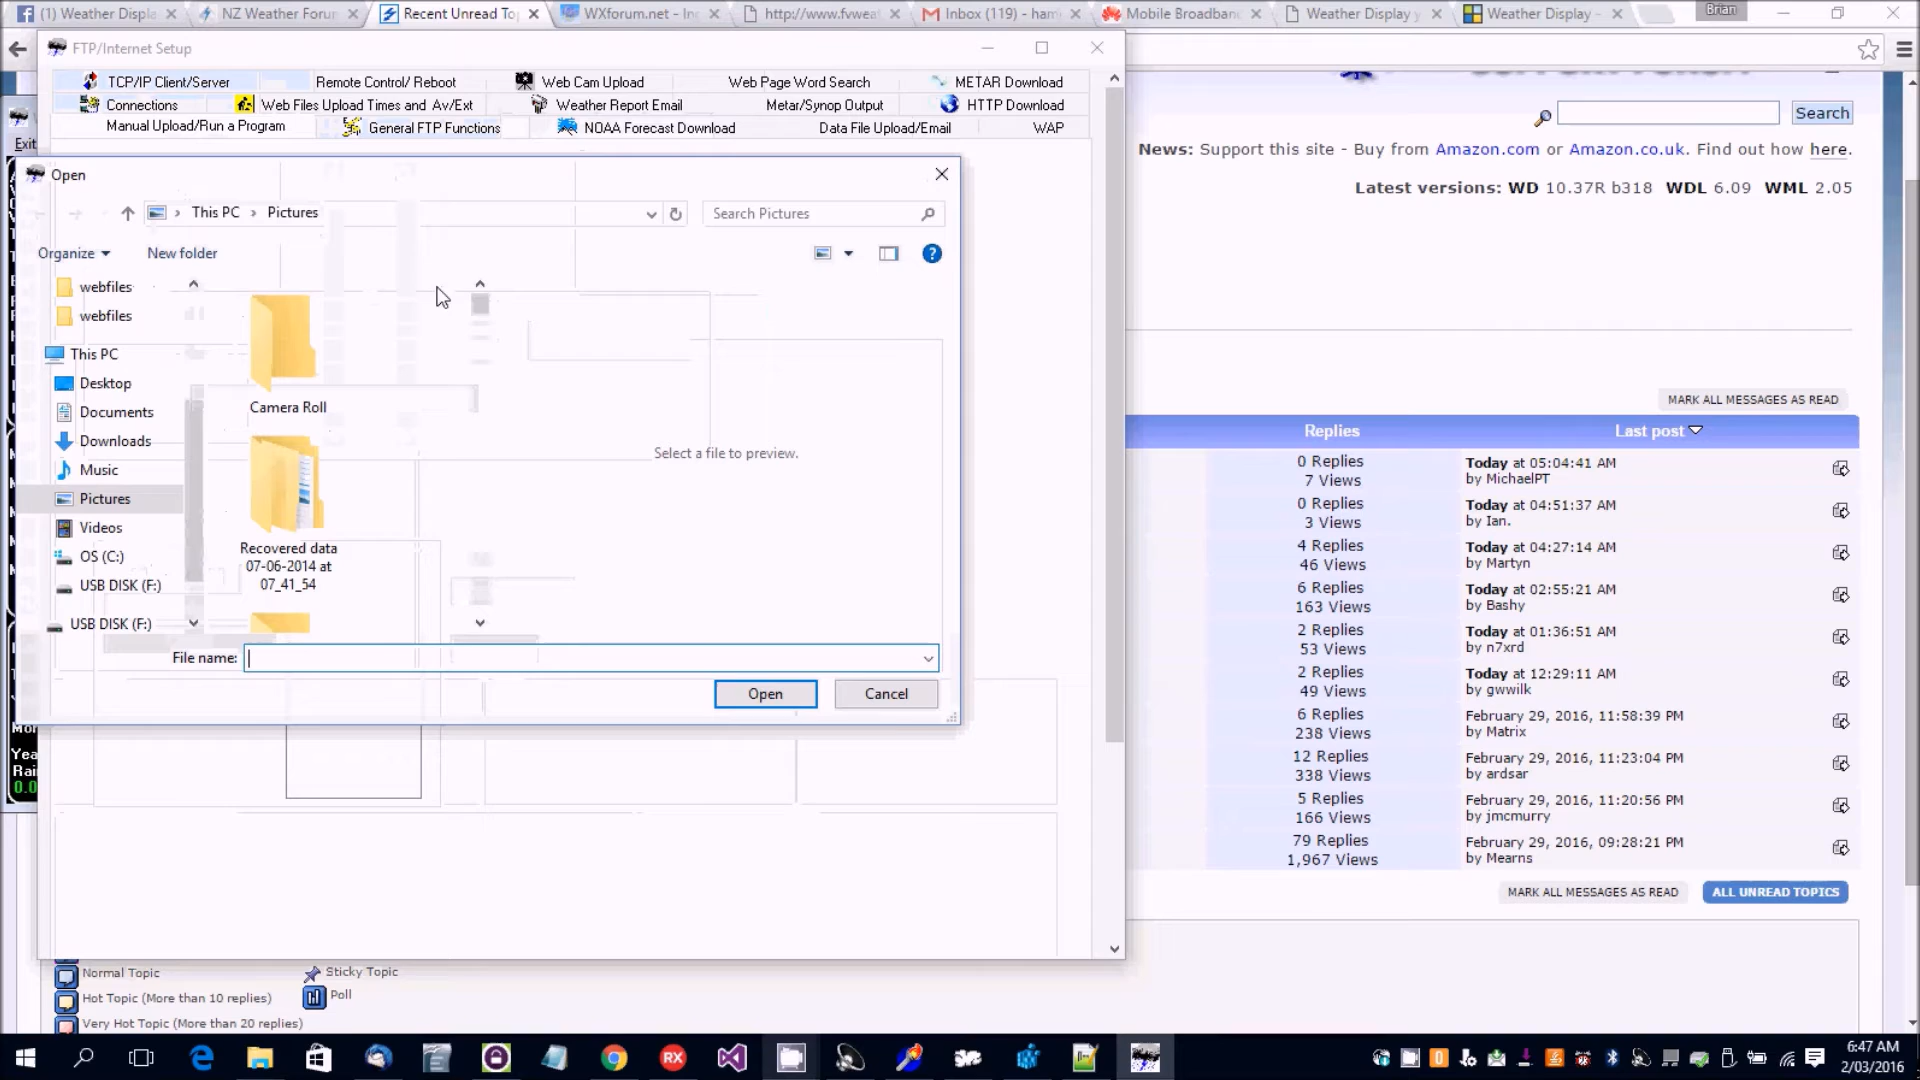 (1) Weather Displa
NZ Weather Forum
Recent Unread To
WXforum.net - In
http://www.fvweat
Inbox (119) - ham
Mobile Broadban
Weather Display
Weather Display -
Brian
FTP/Internet Setup
TCP/IP Client/Server
Remote Control/ Reboot
Web Cam Upload
Web Page Word Search
METAR Download
Connections
Web Files Upload Times and Av/Ext
Weather Report Email
Metar/Synop Output
HTTP Download
Manual Upload/Run a Program
General FTP Functions
NOAA Forecast Download
Data File Upload/Email
WAP
Exit
Search
News: Support this site - Buy from Amazon.com or Amazon.co.uk. Find out how here.
Latest versions: WD 10.37R b318 WDL 6.09 WML 2.05
Open
This PC > Pictures
Search Pictures
Organize
New folder
webfiles
webfiles
This PC
Desktop
Documents
Downloads
Music
Pictures
Videos
OS (C:)
USB DISK (F:)
USB DISK (F:)
Camera Roll
Recovered data
07-06-2014 at
07_41_54
Select a file to preview.
File name:
Open
Cancel
Yea
Rai
0.0
MARK ALL MESSAGES AS READ
Replies
Last post
0 Replies
7 Views
Today at 05:04:41 AM
by MichaelPT
0 Replies
3 Views
Today at 04:51:37 AM
by Ian.
4 Replies
46 Views
Today at 04:27:14 AM
by Martyn
6 Replies
163 Views
Today at 02:55:21 AM
by Bashy
2 Replies
53 Views
Today at 01:36:51 AM
by n7xrd
2 Replies
49 Views
Today at 12:29:11 AM
by gwwilk
6 Replies
238 Views
February 29, 2016, 11:58:39 PM
by Matrix
12 Replies
338 Views
February 29, 2016, 11:23:04 PM
by ardsar
5 Replies
166 Views
February 29, 2016, 11:20:56 PM
by jmcmurry
79 Replies
1,967 Views
February 29, 2016, 09:28:21 PM
by Mearns
MARK ALL MESSAGES AS READ
ALL UNREAD TOPICS
Normal Topic
Hot Topic (More than 10 replies)
Very Hot Topic (More than 20 replies)
Sticky Topic
Poll
6:47 AM
2/03/2016